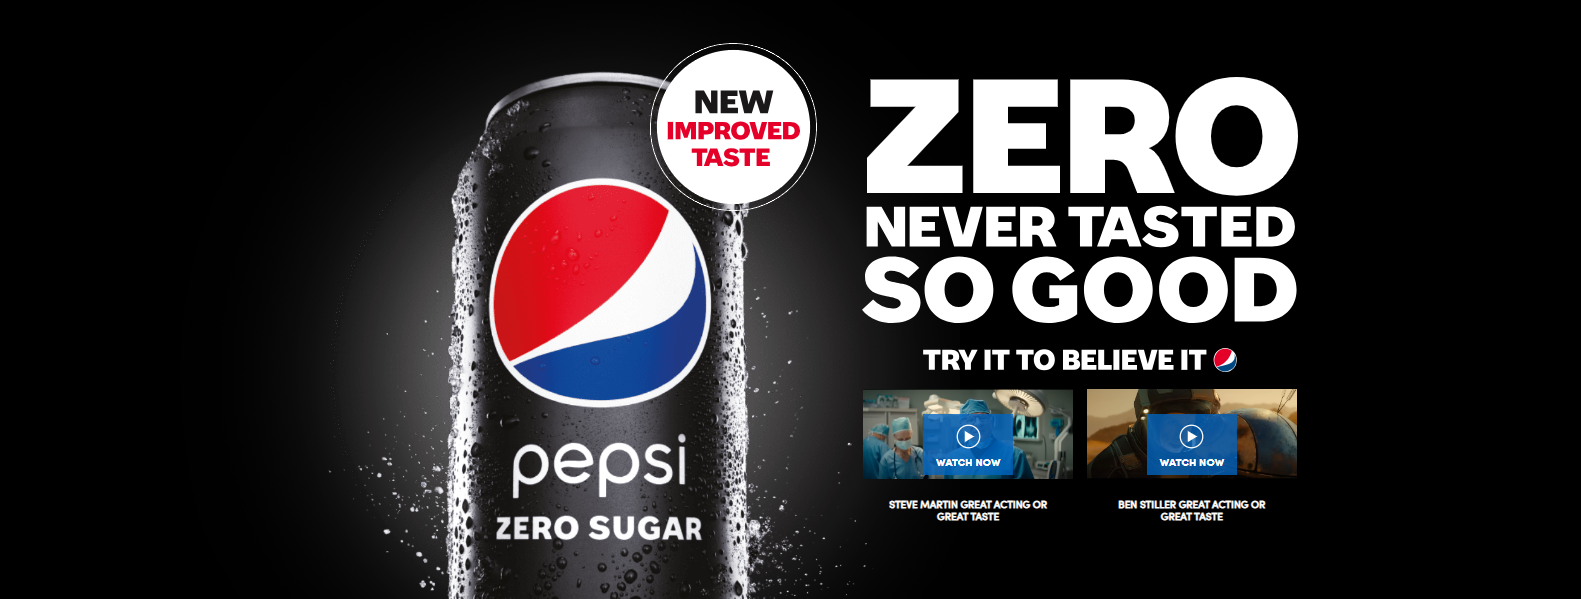 NEW
IMPROVED
TASTE
pepsi
ZERO SUGAR
ZERO
NEVER TASTED
SO GOOD
TRY IT TO BELIEVE IT
WATCH NOW
STEVE MARTIN GREAT ACTING OR
GREAT TASTE
WATCH NOW
BEN STILLER GREAT ACTING OR
GREAT TASTE